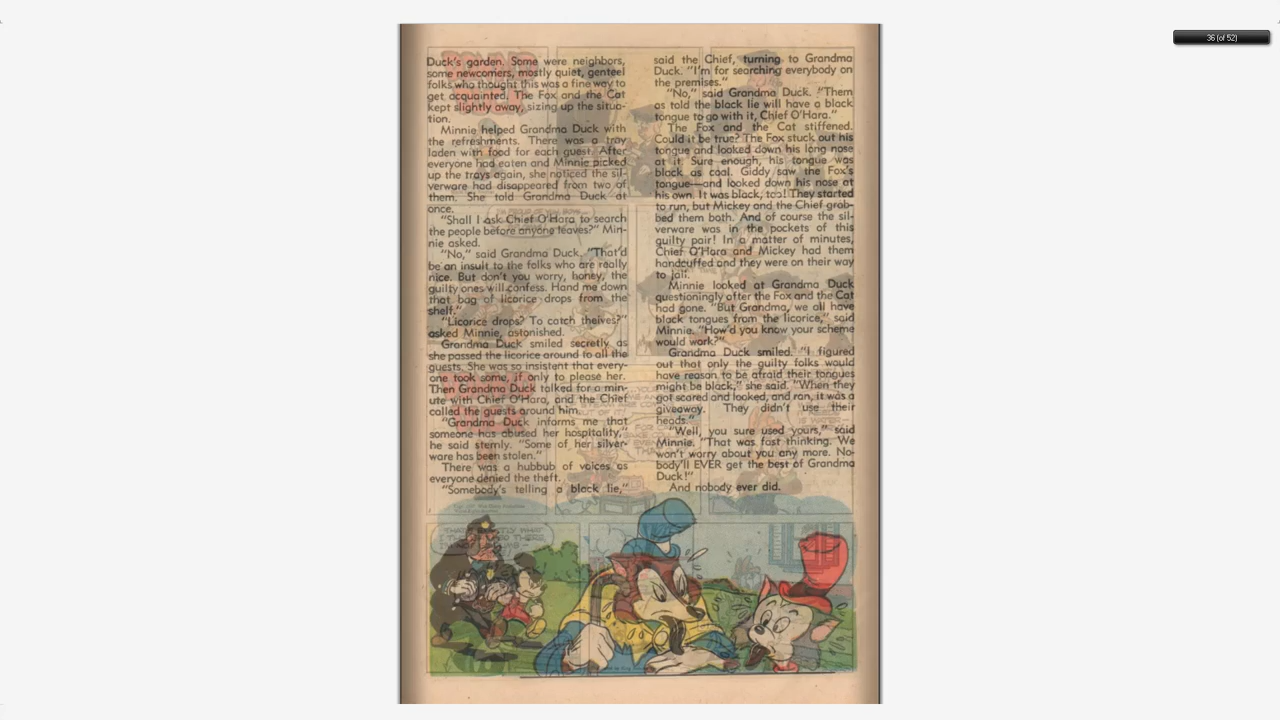 36 (of 52)
Duck's garden. Some were neighbors,
some newcomers, mostly quiet, genteel
folks who thought this was a fine way to
get acquainted. The Fox and the Cat
kept slightly away, sizing up the situa-
tion.
Minnie helped Grandma Duck with
the refreshments. There was a tray
laden with food for each guest. After
everyone had eaten and Minnie picked
up the trays again, she noticed the sil-
verware had disappeared from two of
them. She told Grandma Duck at
once.
"Shall I ask Chief O'Hara to search
the people before anyone leaves?" Min-
nie asked.
"No," said Grandma Duck. "That'd
be an insult to the folks who are really
nice. But don't you worry, honey, the
guilty ones will confess. Hand me down
that bag of licorice drops from the
shelf."
"Licorice drops? To catch theives?"
asked Minnie, astonished.
Grandma Duck smiled secretly as
she passed the licorice around to all the
guests. She was so insistent that every-
one took some, if only to please her.
Then Grandma Duck talked for a min-
ute with Chief O'Hara, and the Chief
called the guests around him.
"Grandma Duck informs me that
someone has abused her hospitality,"
he said sternly. "Some of her silver-
ware has been stolen."
There was a hubbub of voices as
everyone denied the theft.
"Somebody's telling a black lie,"
said the Chief, turning to Grandma
Duck. "I'm for searching everybody on
the premises."
"No," said Grandma Duck. "Them
as told the black lie will have a black
tongue to go with it, Chief O'Hara."
The Fox and the Cat stiffened.
Could it be true? The Fox stuck out his
tongue and looked down his long nose
at it. Sure enough, his tongue was
black as coal. Giddy saw the Fox's
tongue—and looked down his nose at
his own. It was black, too! They started
to run, but Mickey and the Chief grab-
bed them both. And of course the sil-
verware was in the pockets of this
guilty pair! In a matter of minutes,
Chief O'Hara and Mickey had them
handcuffed and they were on their way
to jail.
Minnie looked at Grandma Duck
questioningly after the Fox and the Cat
had gone. "But Grandma, we all have
black tongues from the licorice," said
Minnie. "How'd you know your scheme
would work?"
Grandma Duck smiled. "I figured
out that only the guilty folks would
have reason to be afraid their tongues
might be black," she said. "When they
got scared and looked, and ran, it was a
giveaway. They didn't use their
heads."
"Well, you sure used yours," said
Minnie. "That was fast thinking. We
won't worry about you any more. No-
body'll EVER get the best of Grandma
Duck!"
And nobody ever did.